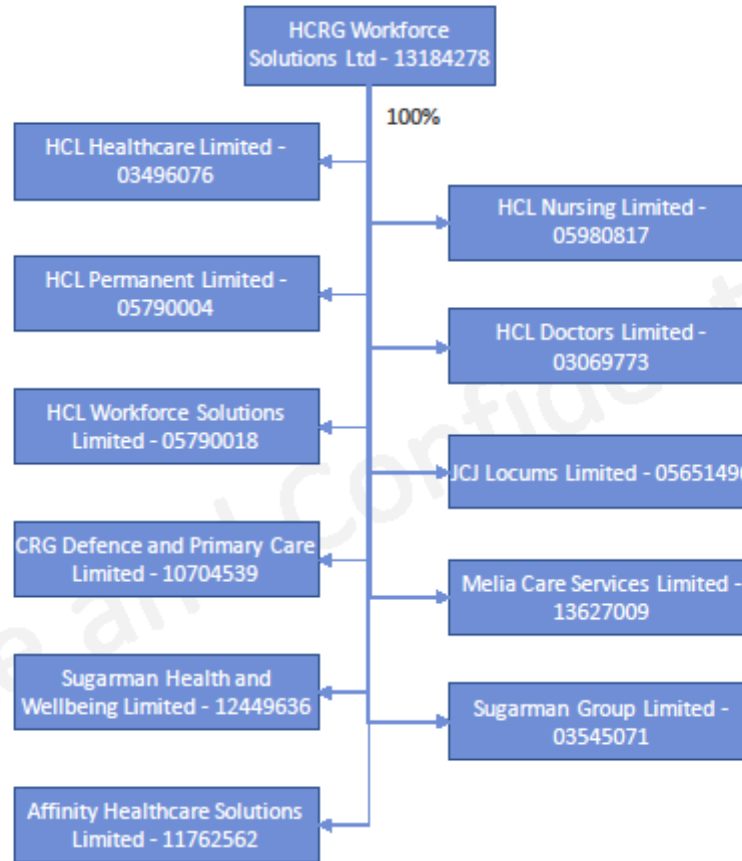 HCRG Workforce
Solutions Ltd - 13184278
100%
HCL Healthcare Limited -
03496076
HCL Nursing Limited -
05980817
HCL Permanent Limited -
05790004
HCL Doctors Limited -
03069773
HCL Workforce Solutions
Limited - 05790018
JCJ Locums Limited - 0565149
CRG Defence and Primary Care
Limited - 10704539
Melia Care Services Limited -
13627009
Sugarman Health and
Wellbeing Limited - 12449636
Sugarman Group Limited -
03545071
Affinity Healthcare Solutions
Limited - 11762562